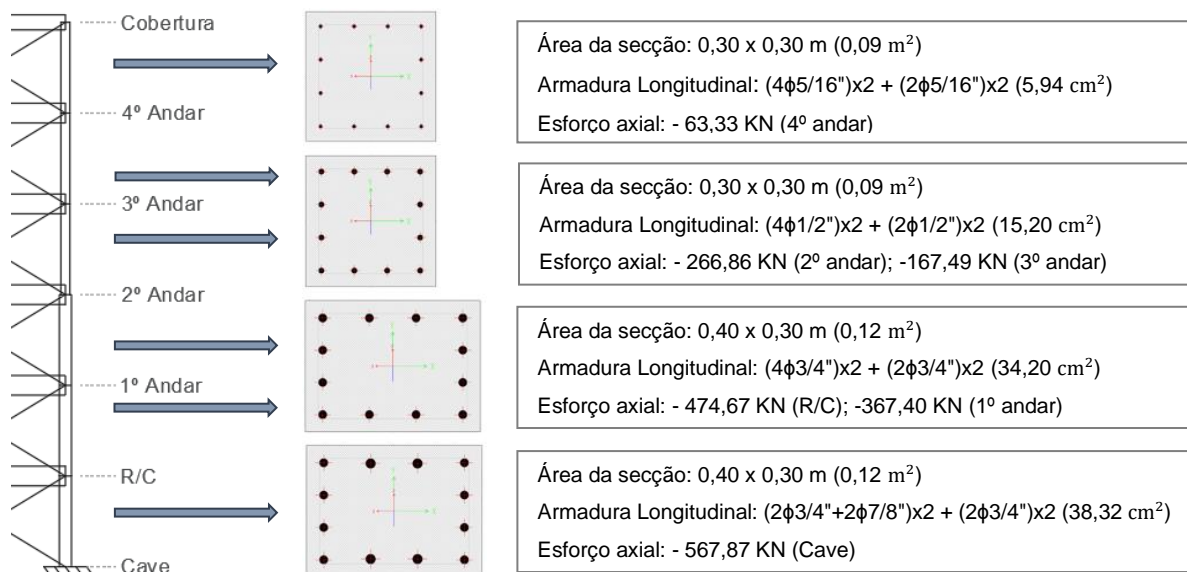 Cobertura
4º Andar
3º Andar
2º Andar
1º Andar
R/C
Cave
Área da secção: 0,30 x 0,30 m (0,09 m²)
Armadura Longitudinal: (4ϕ5/16")x2 + (2ϕ5/16")x2 (5,94 cm²)
Esforço axial: - 63,33 KN (4º andar)
Área da secção: 0,30 x 0,30 m (0,09 m²)
Armadura Longitudinal: (4ϕ1/2")x2 + (2ϕ1/2")x2 (15,20 cm²)
Esforço axial: - 266,86 KN (2º andar); -167,49 KN (3º andar)
Área da secção: 0,40 x 0,30 m (0,12 m²)
Armadura Longitudinal: (4ϕ3/4")x2 + (2ϕ3/4")x2 (34,20 cm²)
Esforço axial: - 474,67 KN (R/C); -367,40 KN (1º andar)
Área da secção: 0,40 x 0,30 m (0,12 m²)
Armadura Longitudinal: (2ϕ3/4"+2ϕ7/8")x2 + (2ϕ3/4")x2 (38,32 cm²)
Esforço axial: - 567,87 KN (Cave)